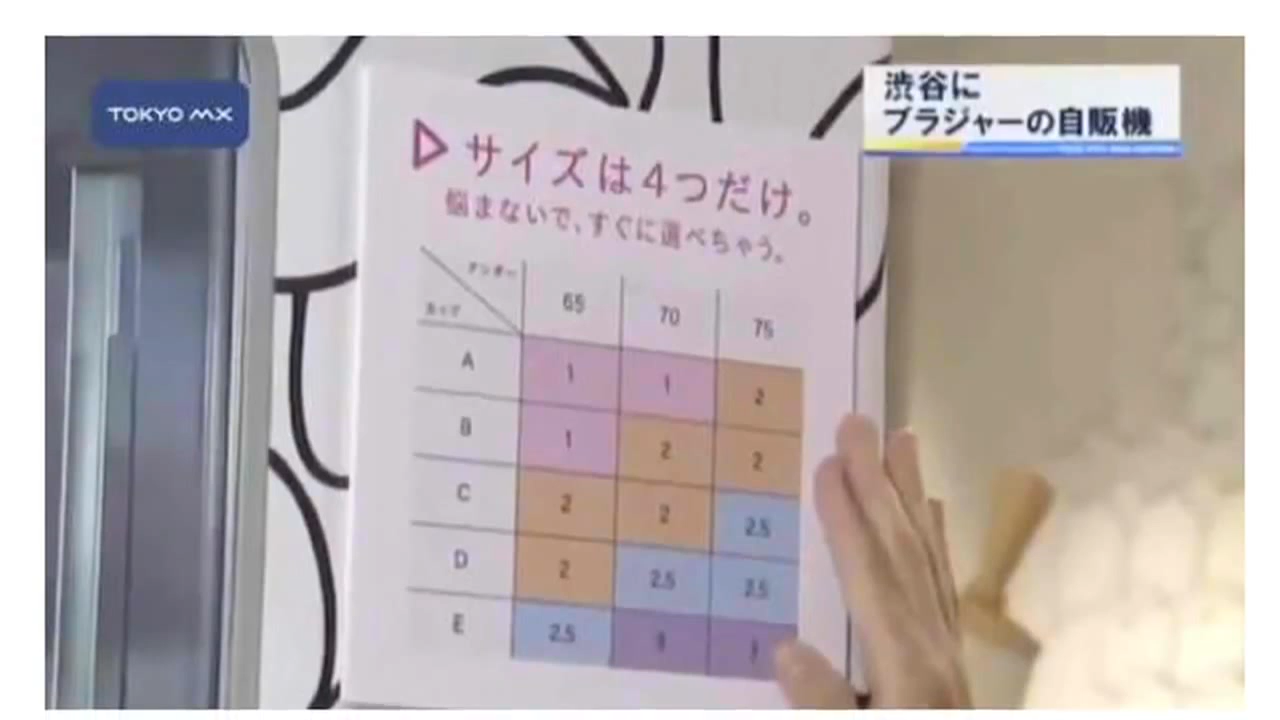 TOKYO MX
渋谷に
ブラジャーの自販機
サイズは4つだけ。
悩まないで、すぐに選べちゃう。
アンダー
カップ
65 70 75
A 1 1 2
B 1 2 2
C 2 2 2.5
D 2 2.5 2.5
E 2.5